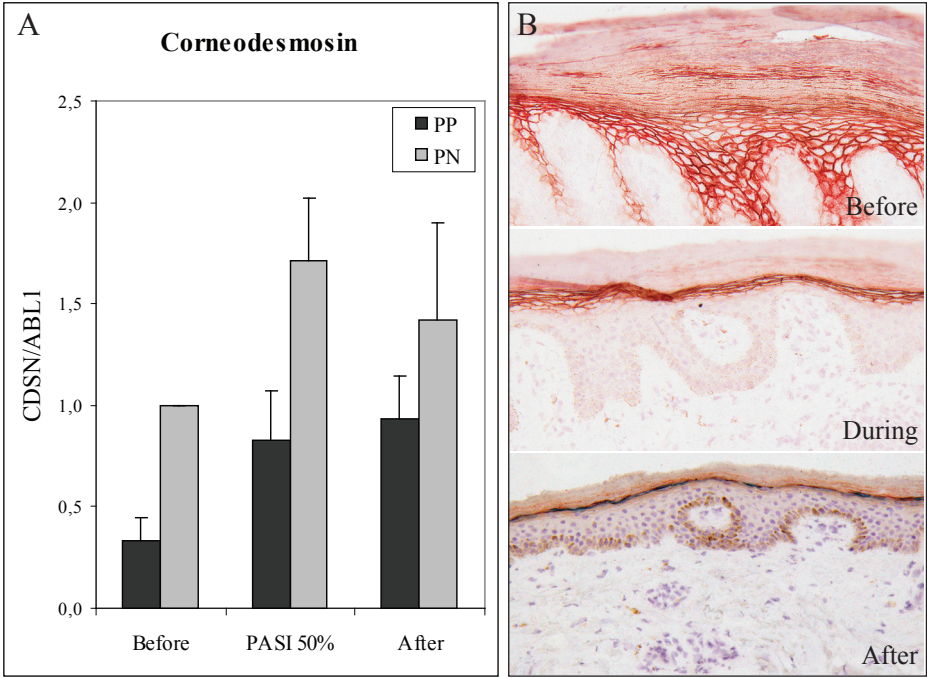 A
Corneodesmosin
CDSN/ABL1
2,5
2,0
1,5
1,0
0,5
0,0
PP
PN
Before
PASI 50%
After
B
Before
During
After